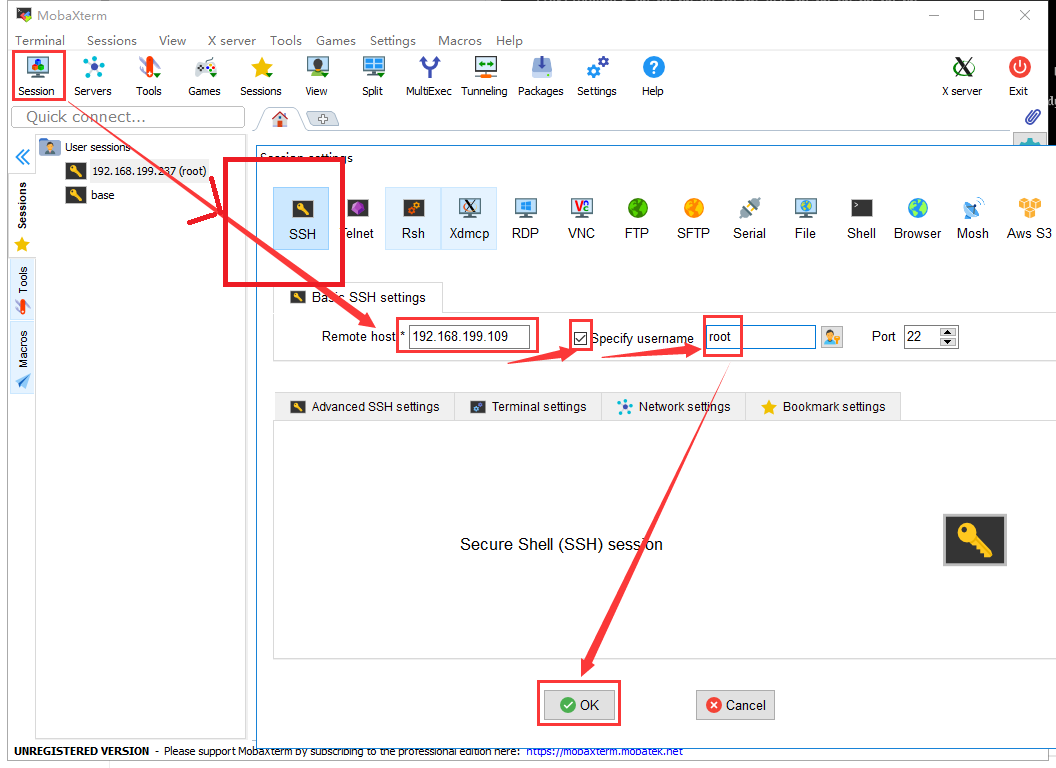 MobaXterm
Terminal Sessions View X server Tools Games Settings Macros Help
Session Servers Tools Games Sessions View Split MultiExec Tunneling Packages Settings Help X server Exit
Quick connect...
User sessions
192.168.199.237 (root)
base
Sessions
Tools
Macros
Session settings
SSH Telnet Rsh Xdmcp RDP VNC FTP SFTP Serial File Shell Browser Mosh Aws S3
Basic SSH settings
Remote host * 192.168.199.109 Specify username root Port 22
Advanced SSH settings Terminal settings Network settings Bookmark settings
Secure Shell (SSH) session
OK Cancel
UNREGISTERED VERSION - Please support MobaXterm by subscribing to the professional edition here: https://mobaxterm.mobatek.net